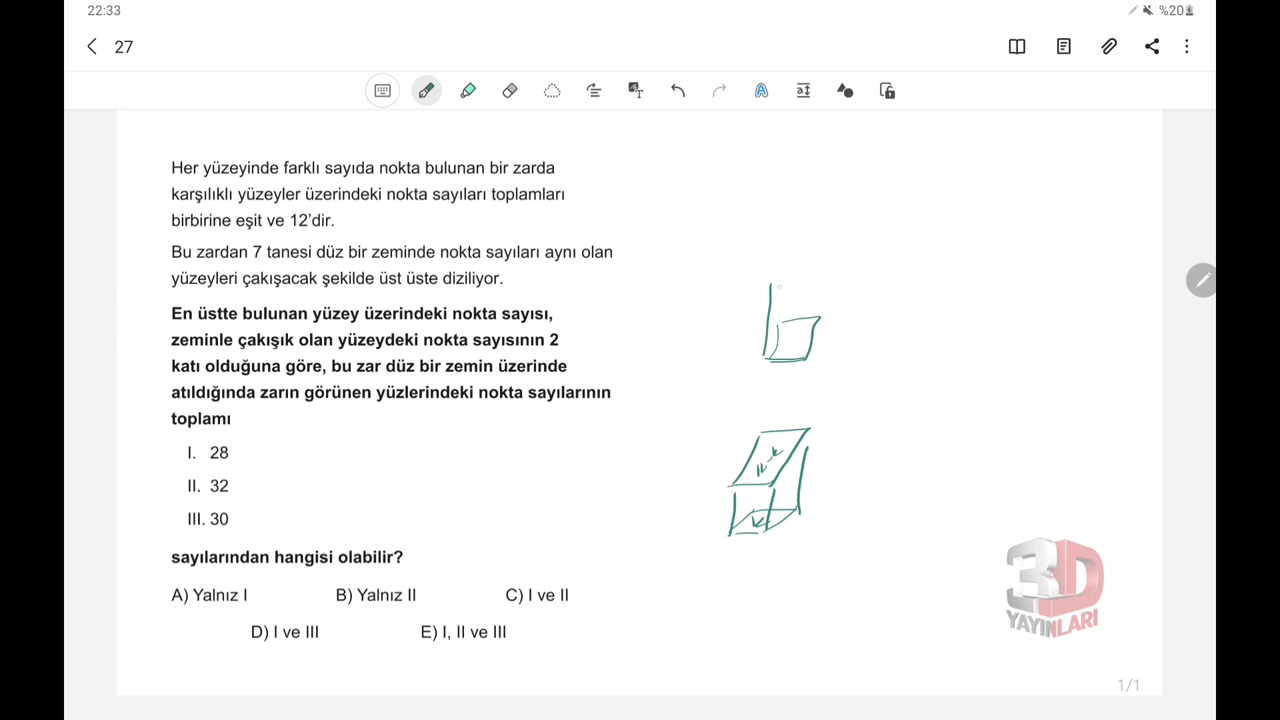 22:33
%20
27
Her yüzeyinde farklı sayıda nokta bulunan bir zarda
karşılıklı yüzeyler üzerindeki nokta sayıları toplamları
birbirine eşit ve 12'dir.
Bu zardan 7 tanesi düz bir zeminde nokta sayıları aynı olan
yüzeyleri çakışacak şekilde üst üste diziliyor.
En üstte bulunan yüzey üzerindeki nokta sayısı,
zeminle çakışık olan yüzeydeki nokta sayısının 2
katı olduğuna göre, bu zar düz bir zemin üzerinde
atıldığında zarın görünen yüzlerindeki nokta sayılarının
toplamı
I. 28
II. 32
III. 30
sayılarından hangisi olabilir?
A) Yalnız I B) Yalnız II C) I ve II
D) I ve III E) I, II ve III
3D
YAYINLARI
1/1